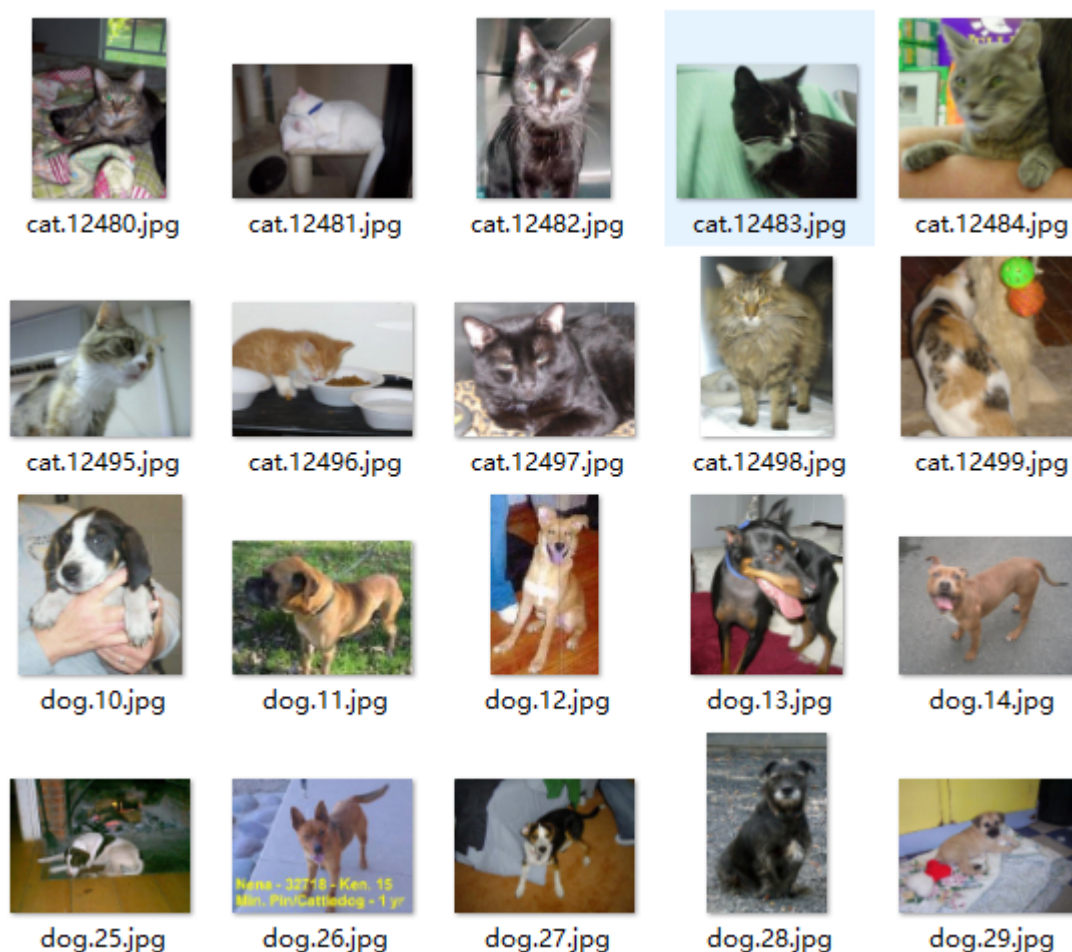 cat.12480.jpg
cat.12481.jpg
cat.12482.jpg
cat.12483.jpg
cat.12484.jpg
cat.12495.jpg
cat.12496.jpg
cat.12497.jpg
cat.12498.jpg
cat.12499.jpg
dog.10.jpg
dog.11.jpg
dog.12.jpg
dog.13.jpg
dog.14.jpg
Nena - 32718 - Ken. 15
Min. Pin/Cattledog - 1 yr
dog.25.jpg
dog.26.jpg
dog.27.jpg
dog.28.jpg
dog.29.jpg